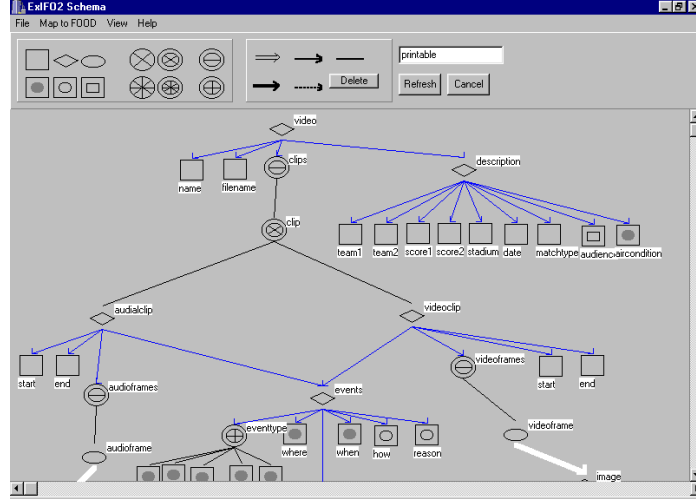 ExIFO2 Schema
File Map to FOOD View Help
Delete
printable
Refresh Cancel
video
name
filename
clips
description
clip
team1
team2
score1
score2
stadium
date
matchtype
audience
aircondition
audialclip
videoclip
start
end
audioframes
events
videoframes
start
end
audioframe
eventtype
where
when
how
reason
videoframe
image